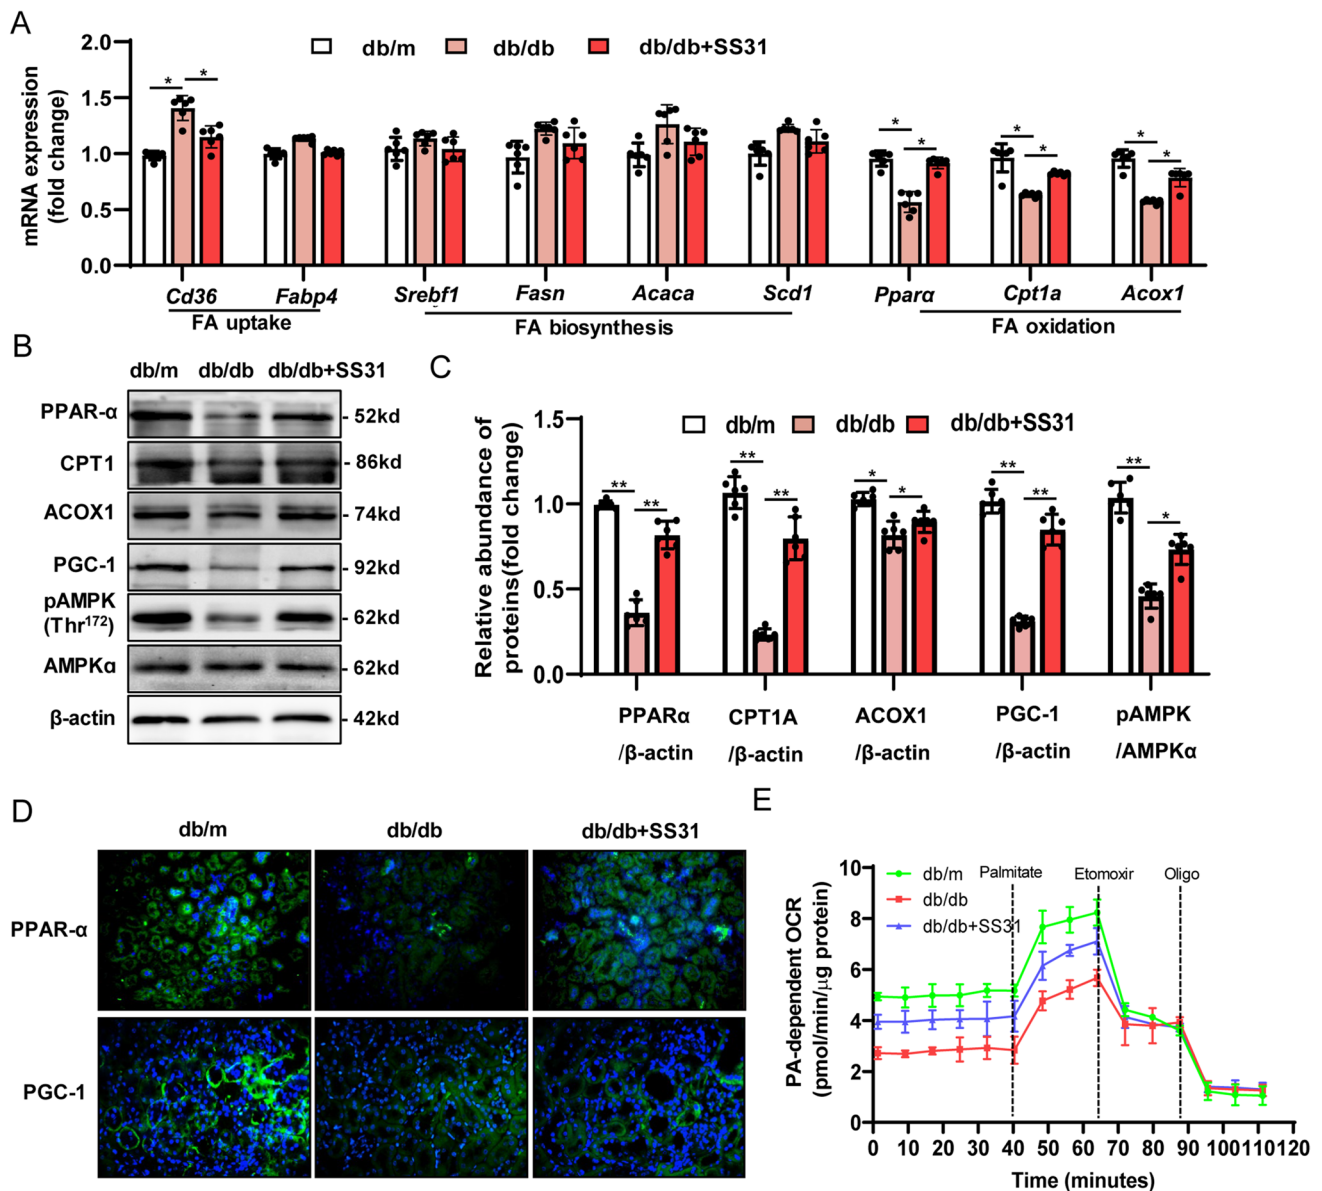 A
2.0
1.5
1.0
0.5
0.0
mRNA expression
(fold change)
db/m db/db db/db+SS31
* * * * * * * *
Cd36 Fabp4 Srebf1 Fasn Acaca Scd1 Pparα Cpt1a Acox1
FA uptake FA biosynthesis FA oxidation
B
db/m db/db db/db+SS31
PPAR-α - 52kd
CPT1 - 86kd
ACOX1 - 74kd
PGC-1 - 92kd
pAMPK
(Thr172) - 62kd
AMPKα - 62kd
β-actin - 42kd
C
Relative abundance of
proteins(fold change)
1.5
1.0
0.5
0.0
db/m db/db db/db+SS31
** ** ** ** * * ** ** ** *
PPARα CPT1A ACOX1 PGC-1 pAMPK
/β-actin /β-actin /β-actin /β-actin /AMPKα
D
db/m db/db db/db+SS31
PPAR-α
PGC-1
E
PA-dependent OCR
(pmol/min/μg protein)
10
8
6
4
2
0
db/m
db/db
db/db+SS31
Palmitate Etomoxir Oligo
0 10 20 30 40 50 60 70 80 90 100110120
Time (minutes)